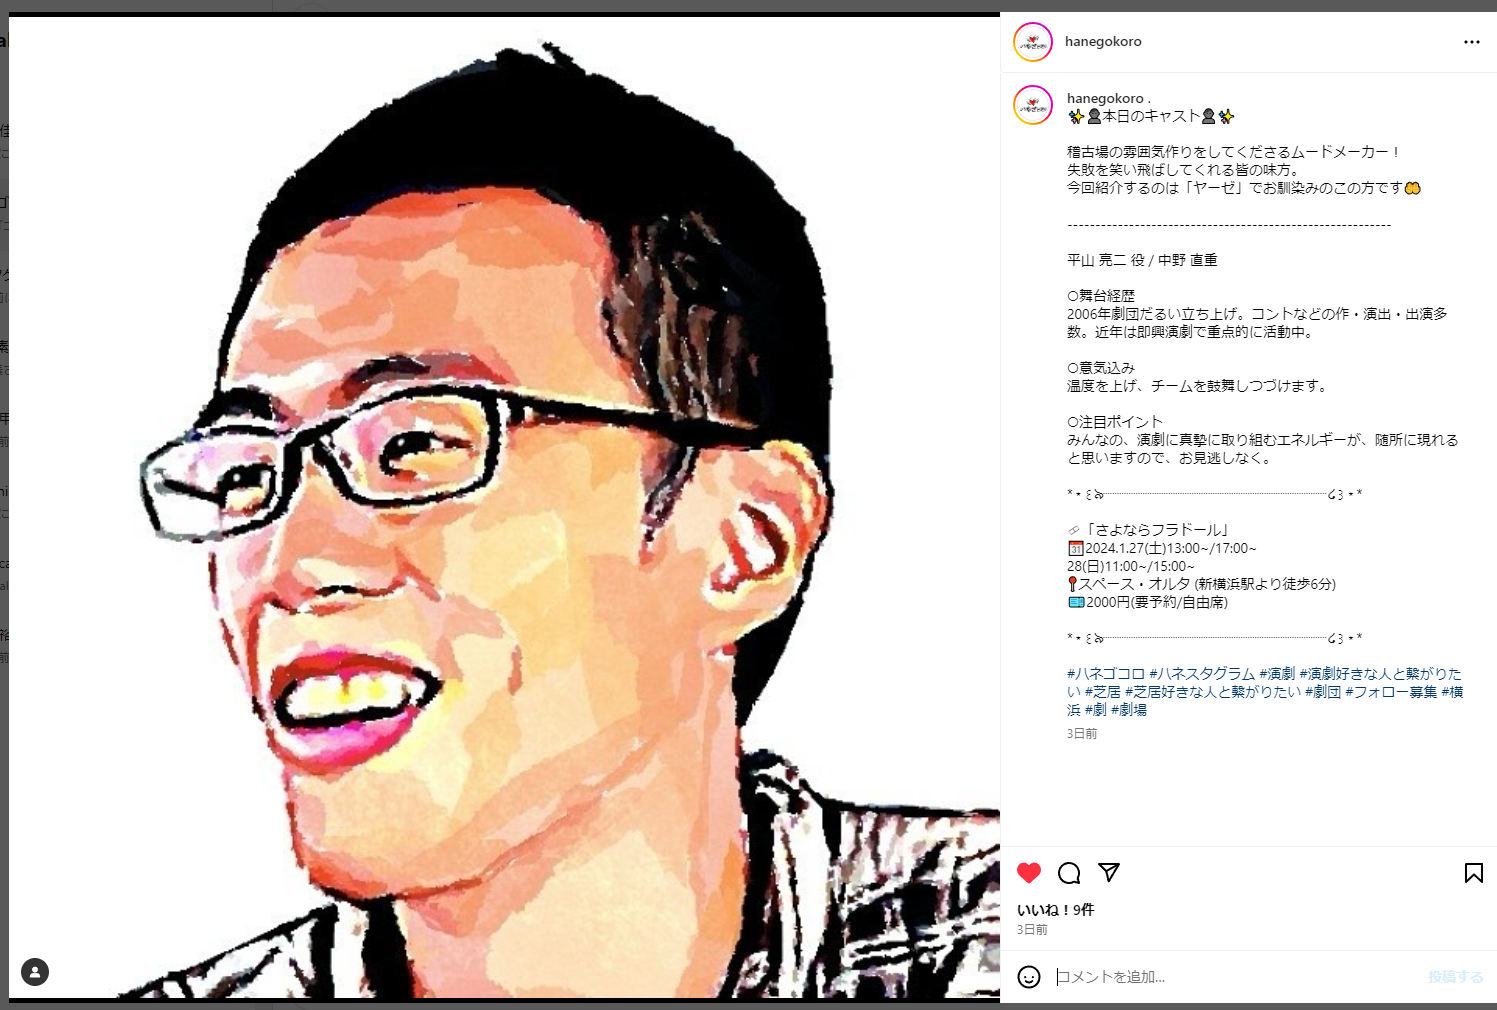 hanegokoro
hanegokoro .
✨👤本日のキャスト👤✨
稽古場の雰囲気作りをしてくださるムードメーカー！
失敗を笑い飛ばしてくれる皆の味方。
今回紹介するのは「ヤーゼ」でお馴染みのこの方です🤲
----------------------------------------------------------
平山 亮二 役 / 中野 直重
○舞台経歴
2006年劇団だるい立ち上げ。コントなどの作・演出・出演多
数。近年は即興演劇で重点的に活動中。
○意気込み
温度を上げ、チームを鼓舞しつづけます。
○注目ポイント
みんなの、演劇に真摯に取り組むエネルギーが、随所に現れる
と思いますので、お見逃しなく。
「さよならフラドール」
📅2024.1.27(土)13:00~/17:00~
28(日)11:00~/15:00~
📍スペース・オルタ (新横浜駅より徒歩6分)
🎫2000円(要予約/自由席)
#ハネゴコロ #ハネスタグラム #演劇 #演劇好きな人と繋がりた
い #芝居 #芝居好きな人と繋がりたい #劇団 #フォロー募集 #横
浜 #劇 #劇場
3日前
いいね！9件
3日前
コメントを追加...
投稿する